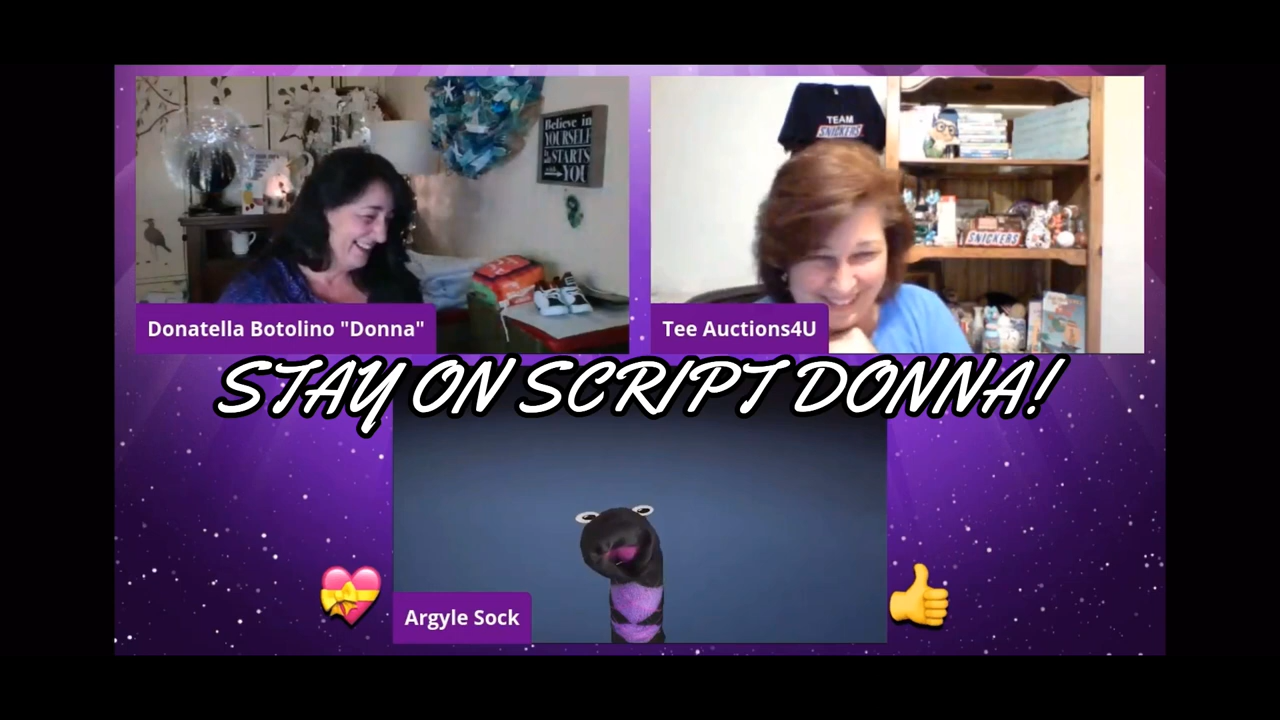 Believe in
YOURSELF
STARTS
YOU
TEAM
SNICKERS
SNICKERS
Donatella Botolino "Donna"
Tee Auctions4U
STAY ON SCRIPT DONNA!
Argyle Sock